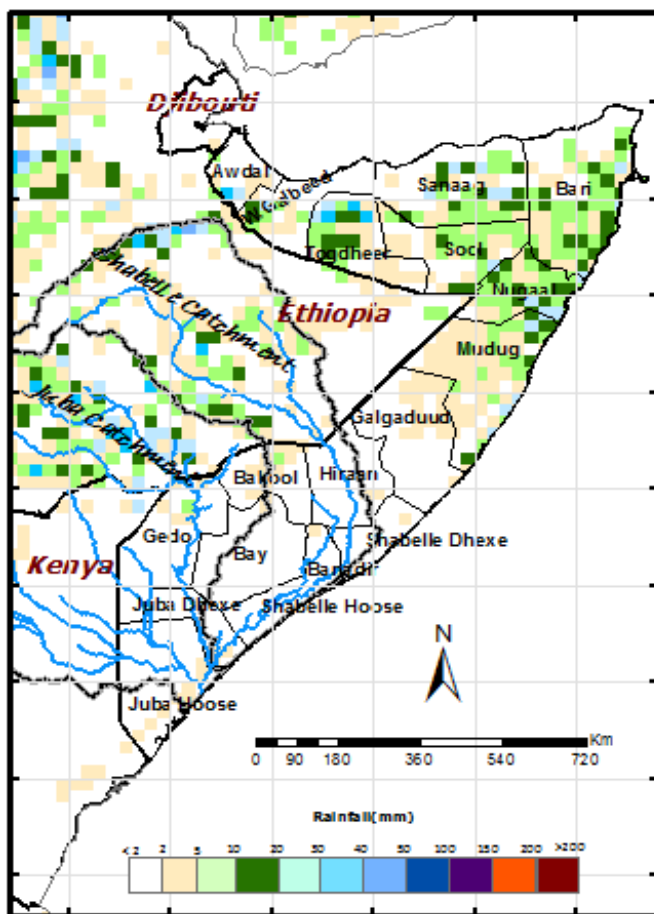 Djibouti
Awdal
W.Galbeed
Sanaag
Bari
Togdheer
Sool
Nugaal
Shabelle Catchment
Ethiopia
Mudug
Galgaduud
Juba Catchment
Bakool
Hiraan
Gedo
Bay
Shabelle Dhexe
Kenya
Banadir
Juba Dhexe
Shabelle Hoose
Juba Hoose
N
Km
0 90 180 360 540 720
Rainfall(mm)
< 2 2 5 10 20 30 40 50 100 150 200 >200